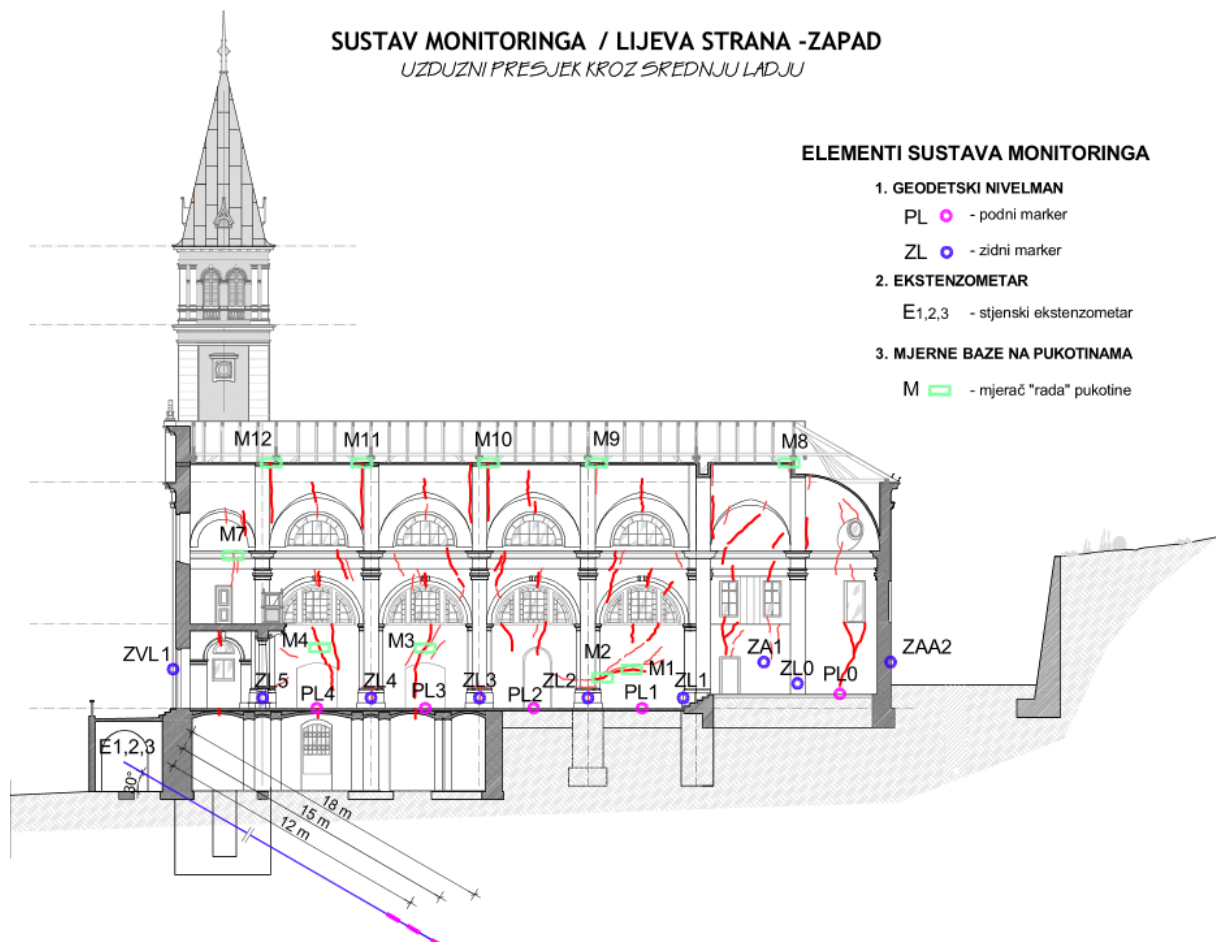 SUSTAV MONITORINGA / LIJEVA STRANA -ZAPAD
UZDUZNI PRESJEK KROZ SREDNJU LADJU
ELEMENTI SUSTAVA MONITORINGA
1. GEODETSKI NIVELMAN
PL - podni marker
ZL - zidni marker
2. EKSTENZOMETAR
E1,2,3 - stjenski ekstenzometar
3. MJERNE BAZE NA PUKOTINAMA
M - mjerač "rada" pukotine
M12 M11 M10 M9 M8
M7
M4 M3 M2 M1
ZVL1 ZA1 ZAA2
ZL5 PL4 ZL4 PL3 ZL3 PL2 ZL2 PL1 ZL1 ZL0 PL0
E1,2,3
30°
18 m
15 m
12 m